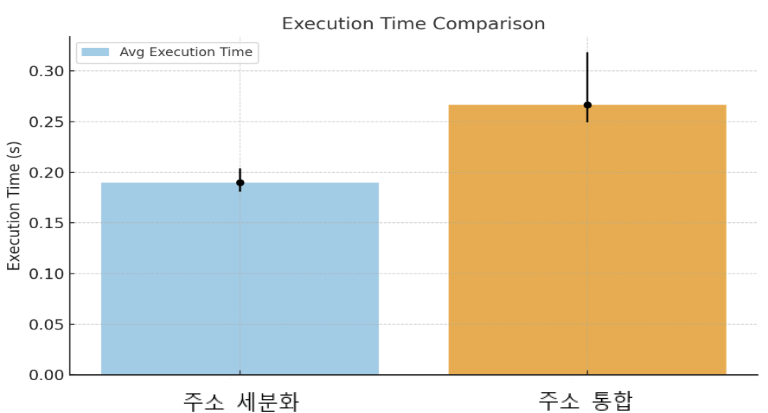 Execution Time Comparison
Avg Execution Time
Execution Time (s)
0.30
0.25
0.20
0.15
0.10
0.05
0.00
주소 세분화
주소 통합